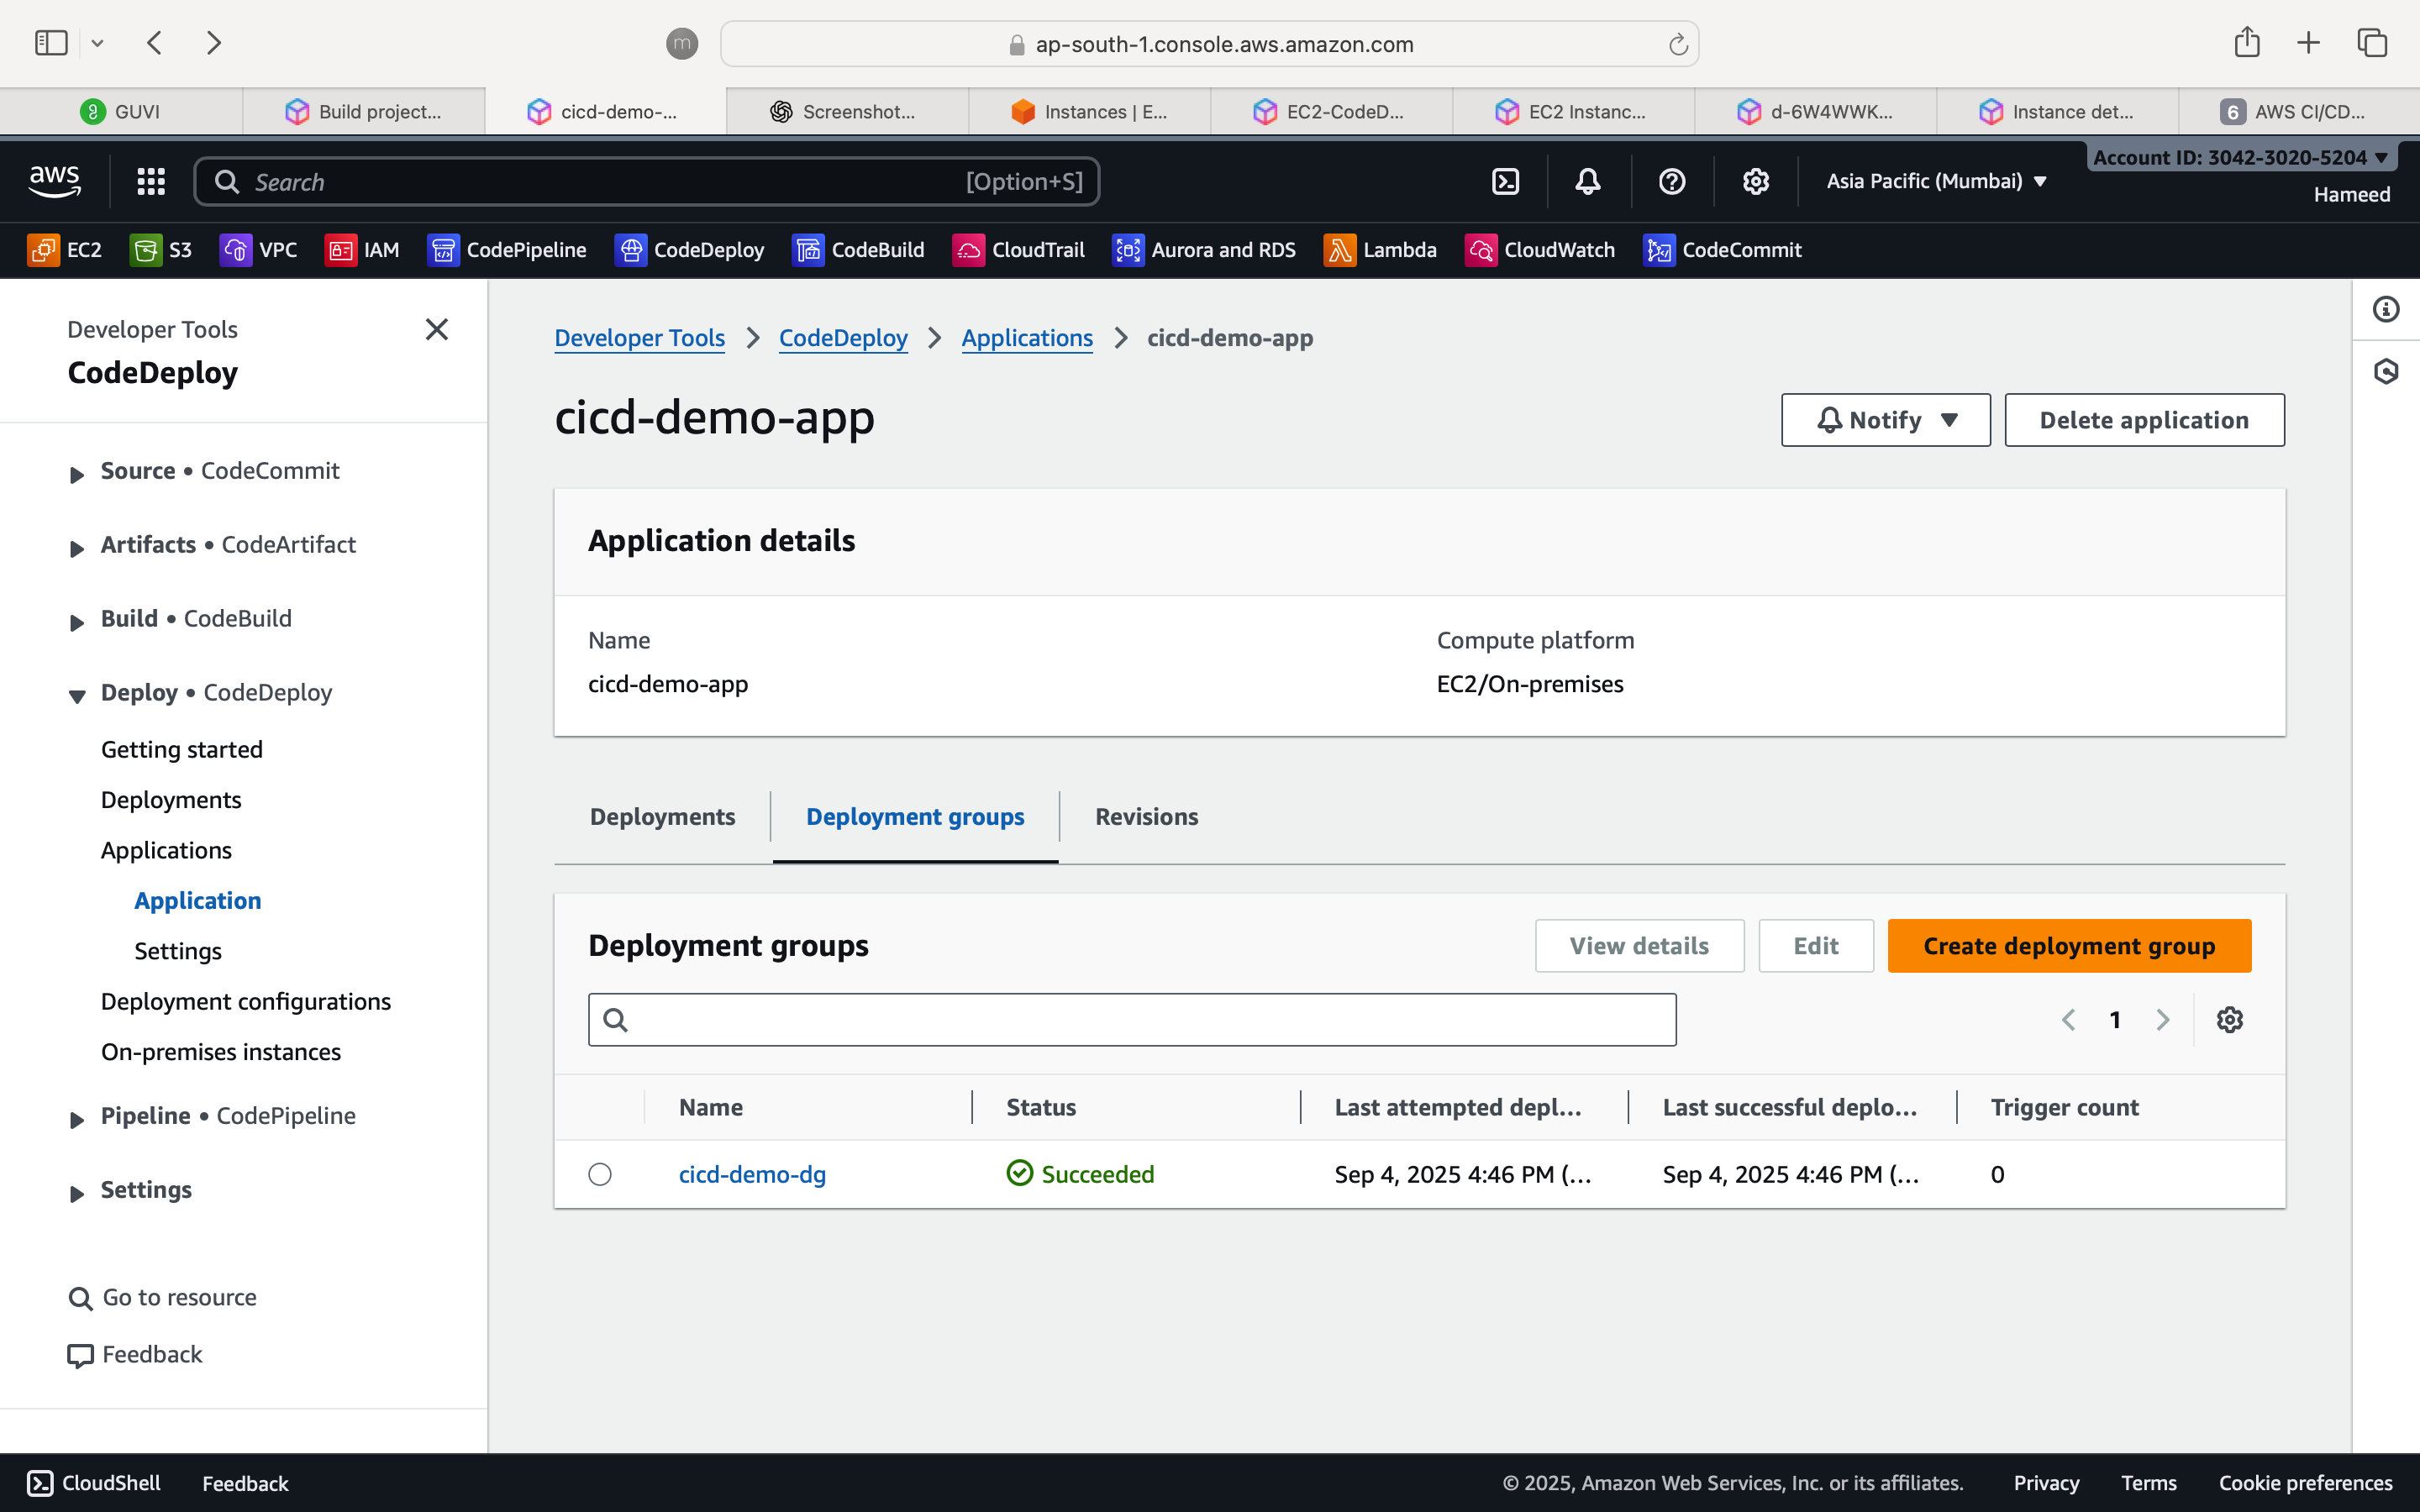 m
ap-south-1.console.aws.amazon.com
GUVI
Build project...
cicd-demo-...
Screenshot...
Instances | E...
EC2-CodeD...
EC2 Instanc...
d-6W4WWK...
Instance det...
6 AWS CI/CD...
aws
Search
[Option+S]
Asia Pacific (Mumbai)
Account ID: 3042-3020-5204
Hameed
EC2
S3
VPC
IAM
CodePipeline
CodeDeploy
CodeBuild
CloudTrail
Aurora and RDS
Lambda
CloudWatch
CodeCommit
Developer Tools
CodeDeploy
Source • CodeCommit
Artifacts • CodeArtifact
Build • CodeBuild
Deploy • CodeDeploy
Getting started
Deployments
Applications
Application
Settings
Deployment configurations
On-premises instances
Pipeline • CodePipeline
Settings
Go to resource
Feedback
Developer Tools > CodeDeploy > Applications > cicd-demo-app
cicd-demo-app
Notify
Delete application
Application details
Name
cicd-demo-app
Compute platform
EC2/On-premises
Deployments
Deployment groups
Revisions
Deployment groups
View details
Edit
Create deployment group
1
Name
Status
Last attempted depl...
Last successful deplo...
Trigger count
cicd-demo-dg
Succeeded
Sep 4, 2025 4:46 PM (...
Sep 4, 2025 4:46 PM (...
0
CloudShell
Feedback
© 2025, Amazon Web Services, Inc. or its affiliates.
Privacy
Terms
Cookie preferences